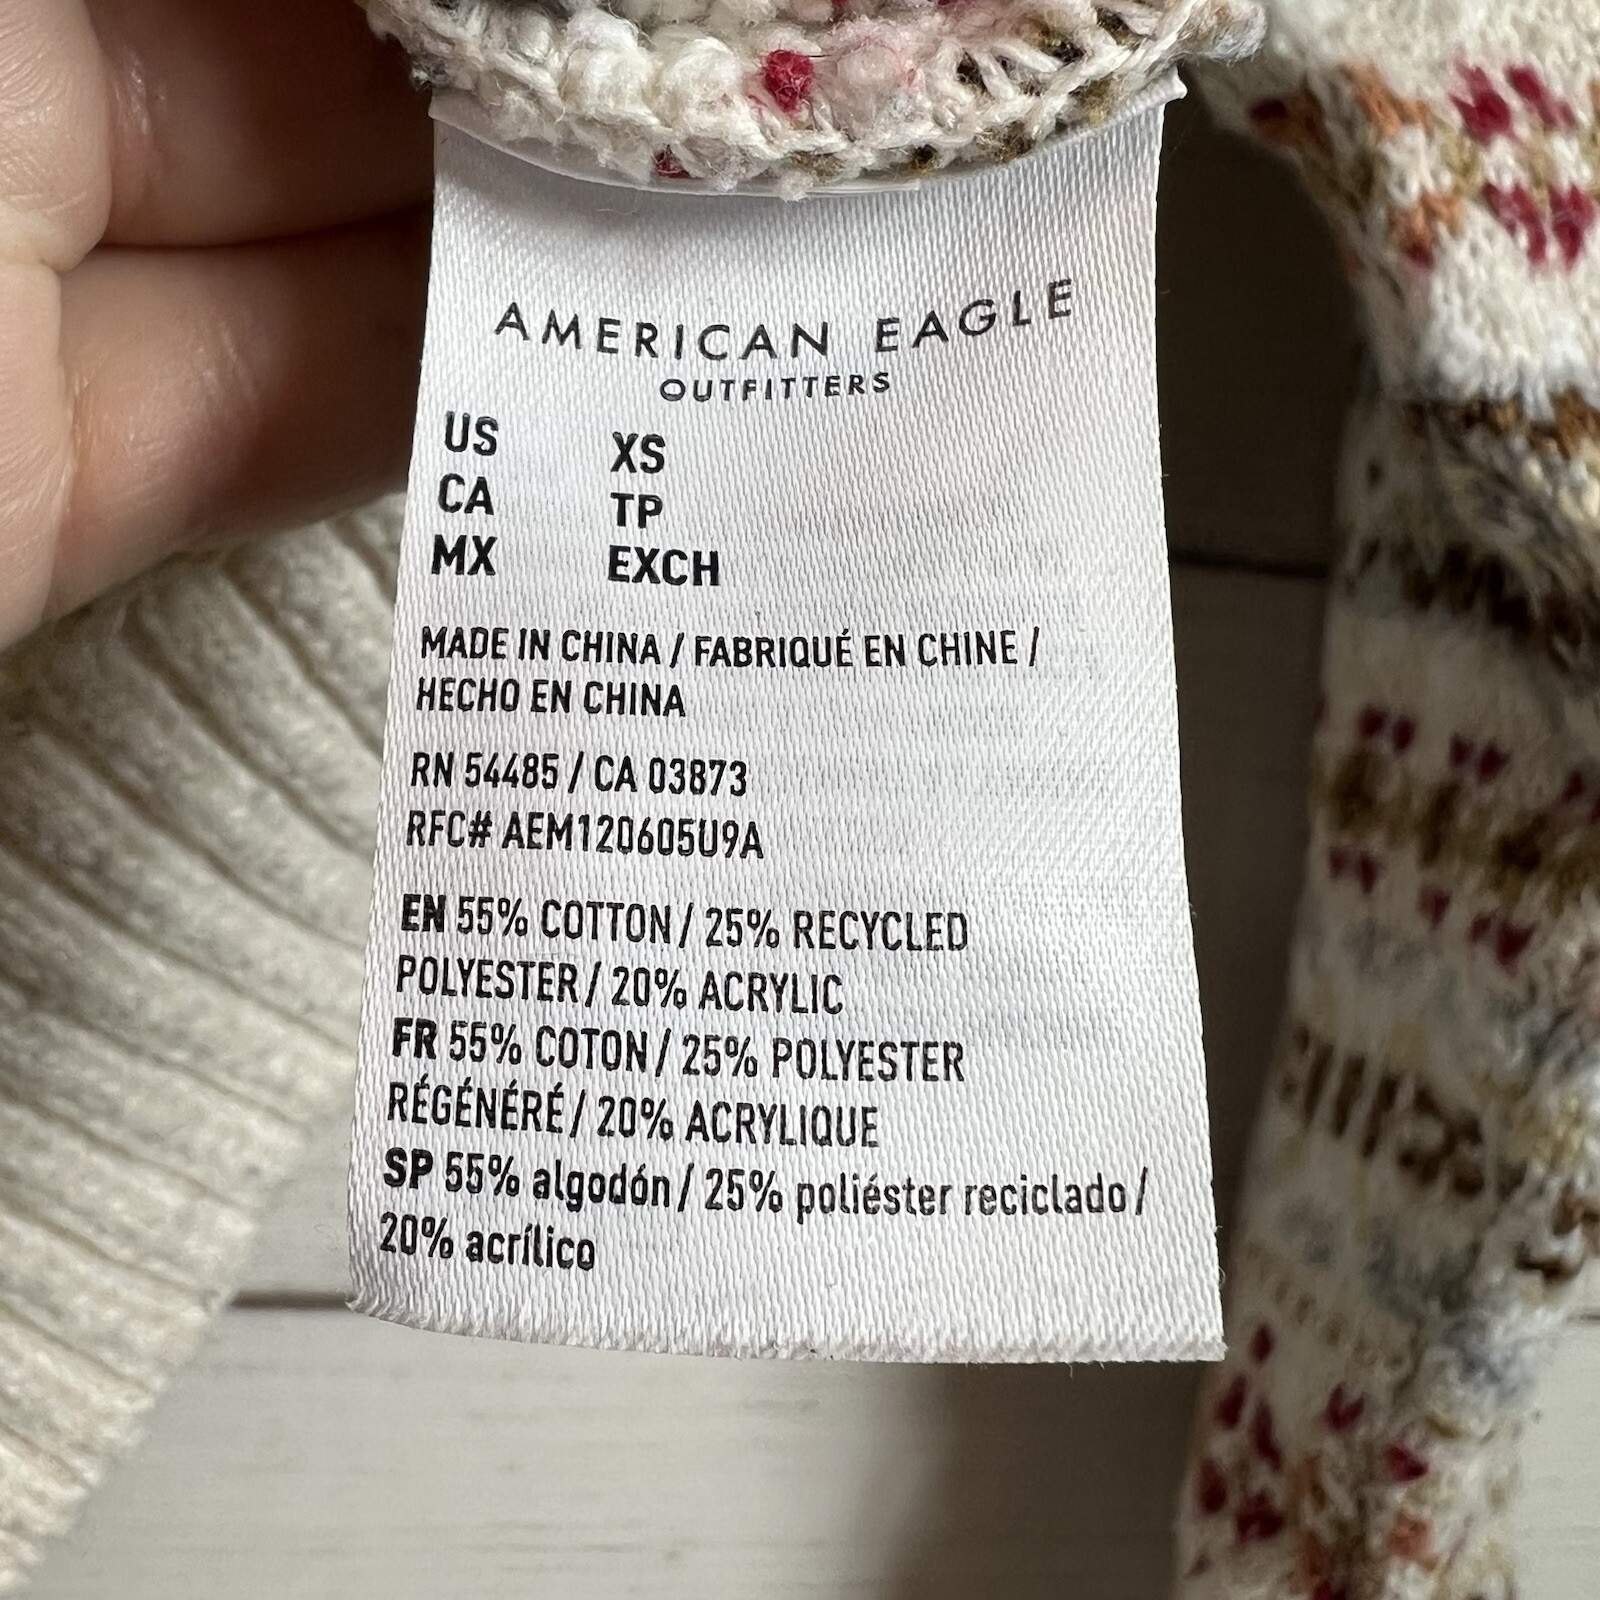 AMERICAN EAGLE
OUTFITTERS
US XS
CA TP
MX EXCH
MADE IN CHINA / FABRIQUÉ EN CHINE /
HECHO EN CHINA
RN 54485 / CA 03873
RFC# AEM120605U9A
EN 55% COTTON / 25% RECYCLED
POLYESTER / 20% ACRYLIC
FR 55% COTON / 25% POLYESTER
RÉGÉNÉRÉ / 20% ACRYLIQUE
SP 55% algodón / 25% poliéster reciclado /
20% acrílico